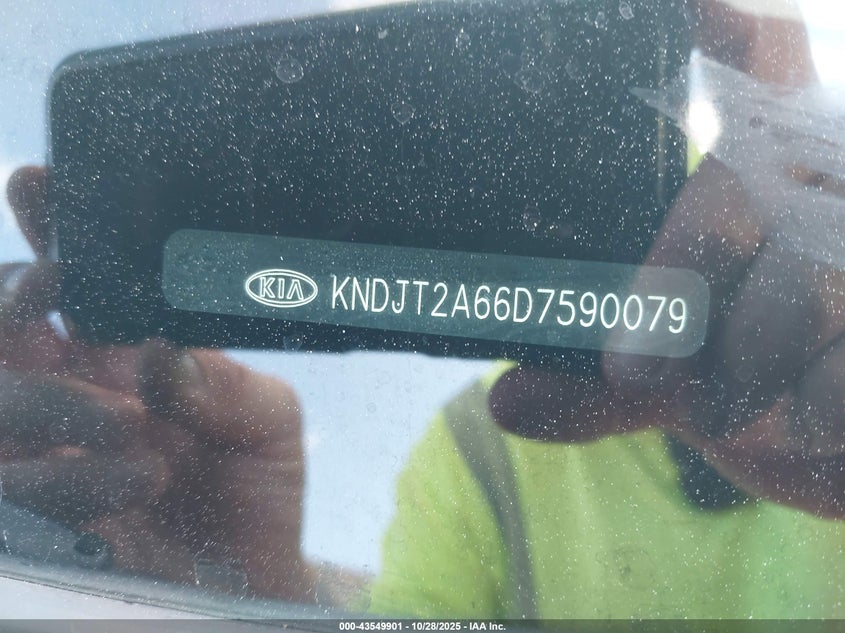 KIA KNDJT2A66D7590079
000-43549901 - 10/28/2025 - IAA Inc.